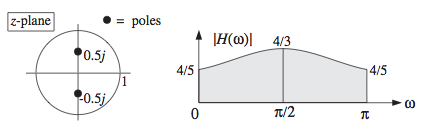 z-plane
● = poles
0.5j
1
-0.5j
|H(ω)|
4/3
4/5
4/5
0
π/2
π
ω